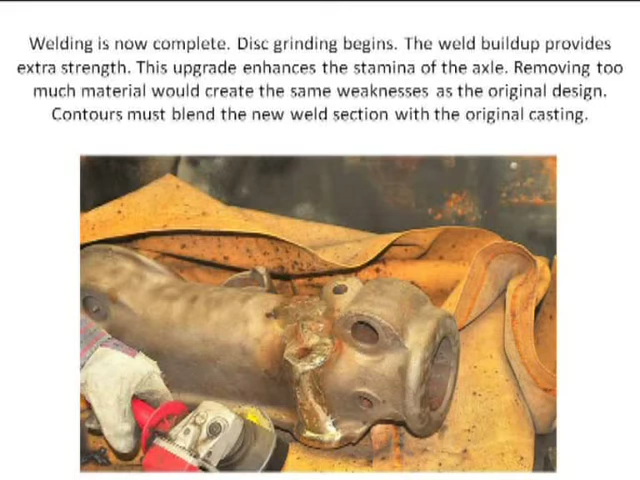 Welding is now complete. Disc grinding begins. The weld buildup provides
extra strength. This upgrade enhances the stamina of the axle. Removing too
much material would create the same weaknesses as the original design.
Contours must blend the new weld section with the original casting.